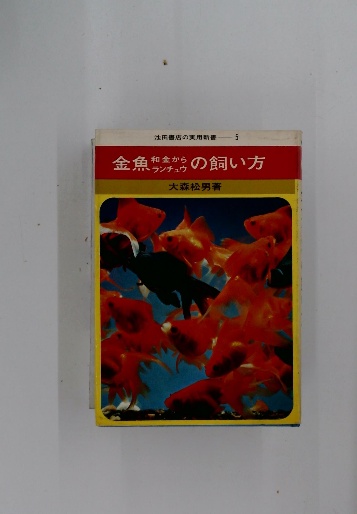 池田書店の実用新書——5
金魚 和金から ランチュウ の飼い方
大森松男著